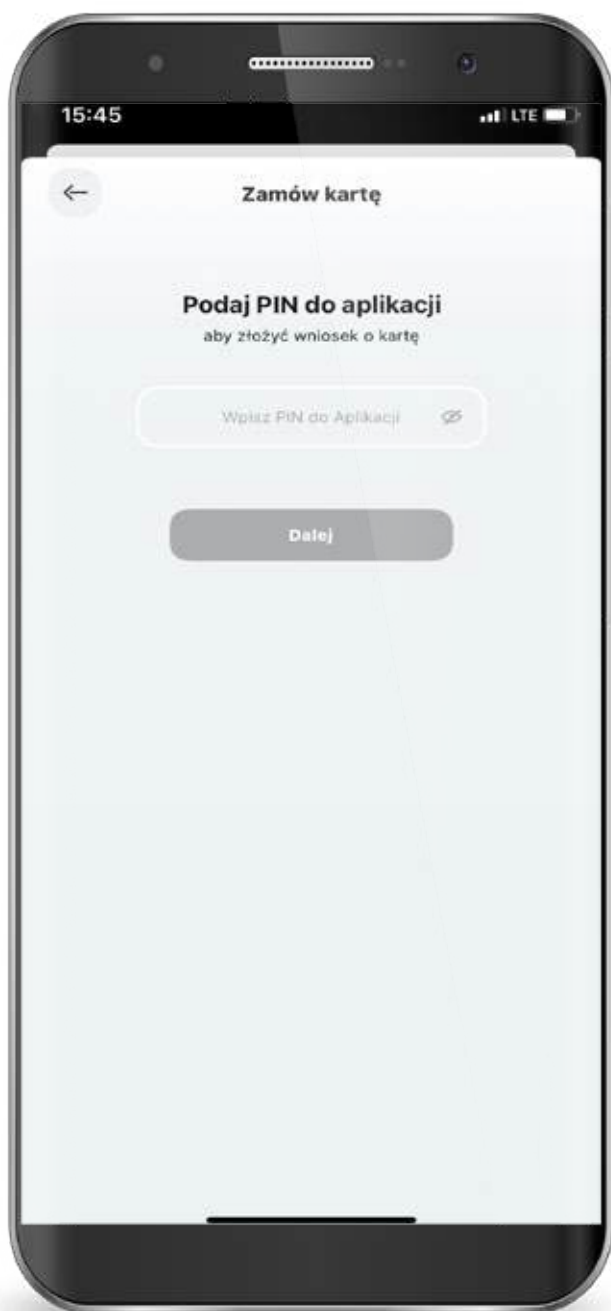 15:45
LTE
Zamów kartę
Podaj PIN do aplikacji
aby złożyć wniosek o kartę
Wpisz PIN do Aplikacji
Dalej